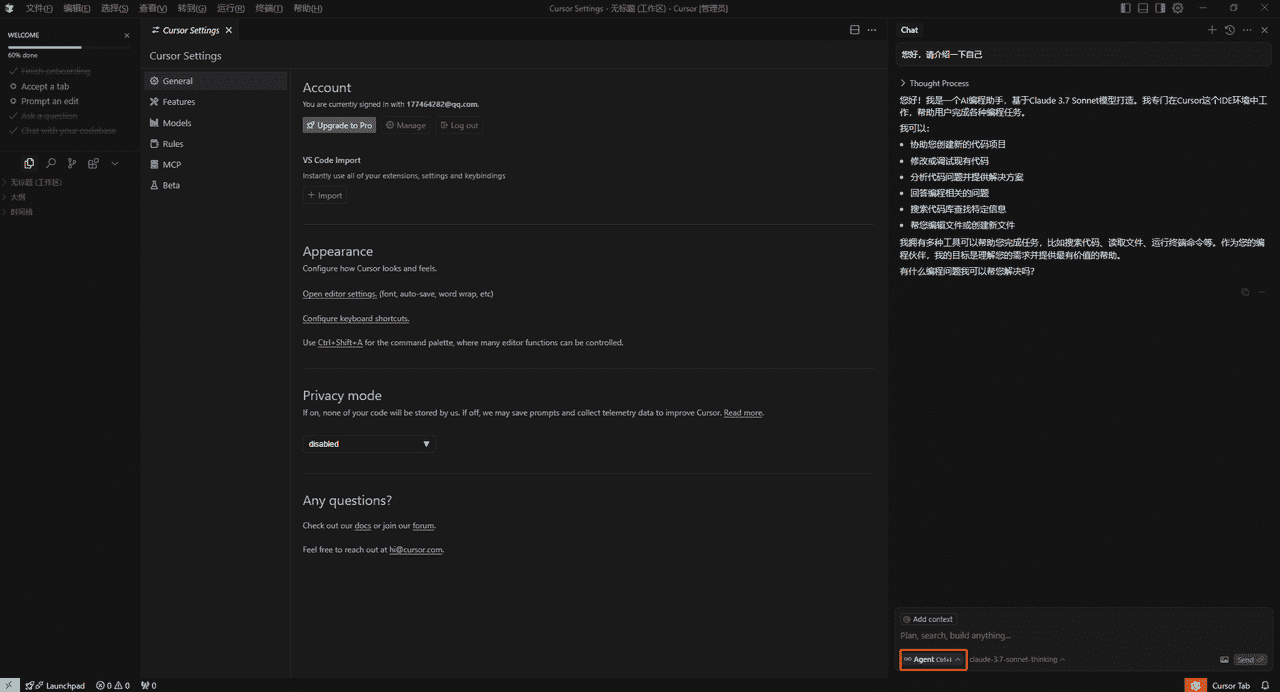 文件(F) 编辑(E) 选择(S) 查看(V) 转到(G) 运行(R) 终端(T) 帮助(H)
Cursor Settings - 无标题 (工作区) - Cursor [管理员]
WELCOME
60% done
Finish onboarding
Accept a tab
Prompt an edit
Ask a question
Chat with your codebase
无标题 (工作区)
大纲
时间线
Cursor Settings
Cursor Settings
General
Features
Models
Rules
MCP
Beta
Account
You are currently signed in with 177464282@qq.com.
Upgrade to Pro Manage Log out
VS Code Import
Instantly use all of your extensions, settings and keybindings
+ Import
Appearance
Configure how Cursor looks and feels.
Open editor settings. (font, auto-save, word wrap, etc)
Configure keyboard shortcuts.
Use Ctrl+Shift+A for the command palette, where many editor functions can be controlled.
Privacy mode
If on, none of your code will be stored by us. If off, we may save prompts and collect telemetry data to improve Cursor. Read more.
disabled
Any questions?
Check out our docs or join our forum.
Feel free to reach out at hi@cursor.com.
Chat
您好，请介绍一下自己
Thought Process
您好！我是一个AI编程助手，基于Claude 3.7 Sonnet模型打造。我专门在Cursor这个IDE环境中工
作，帮助用户完成各种编程任务。
我可以：
• 协助您创建新的代码项目
• 修改或调试现有代码
• 分析代码问题并提供解决方案
• 回答编程相关的问题
• 搜索代码库查找特定信息
• 帮您编辑文件或创建新文件
我拥有多种工具可以帮助您完成任务，比如搜索代码、读取文件、运行终端命令等。作为您的编
程伙伴，我的目标是理解您的需求并提供最有价值的帮助。
有什么编程问题我可以帮您解决吗？
Add context
Plan, search, build anything...
Agent Ctrl+I claude-3.7-sonnet-thinking Send
Launchpad 0 0 0
Cursor Tab